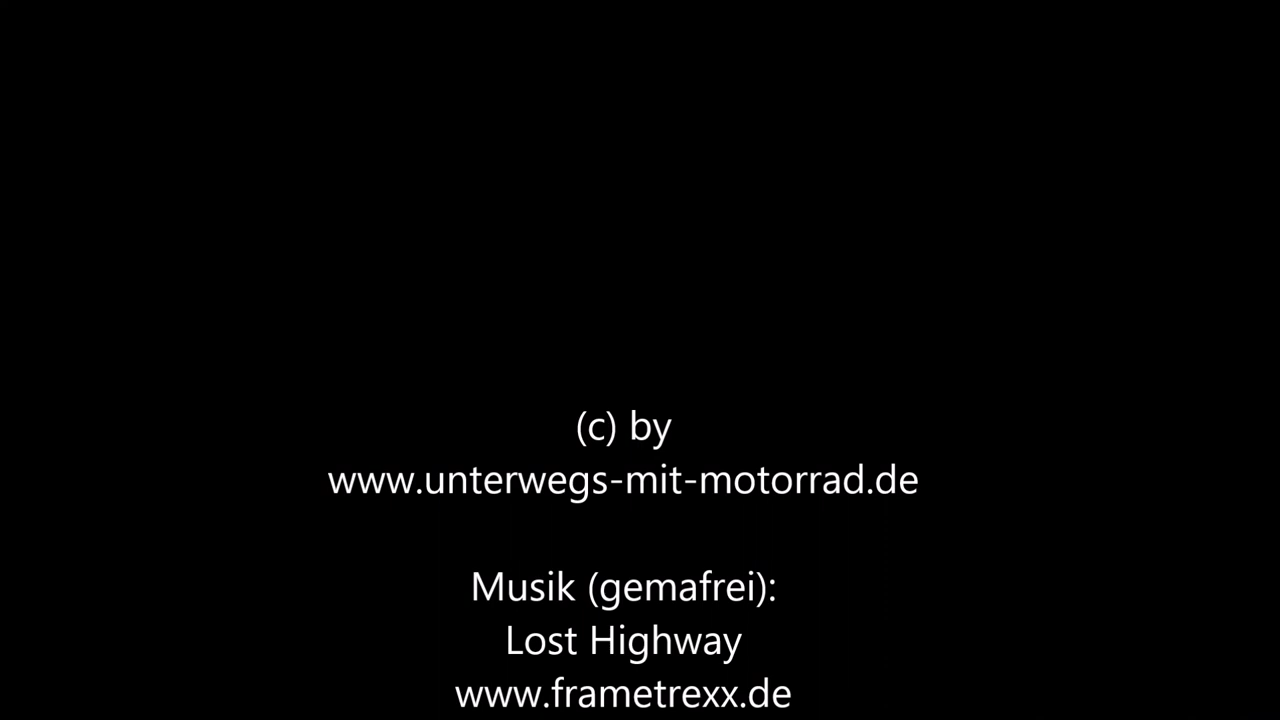 (c) by
www.unterwegs-mit-motorrad.de
Musik (gemafrei):
Lost Highway
www.frametrexx.de